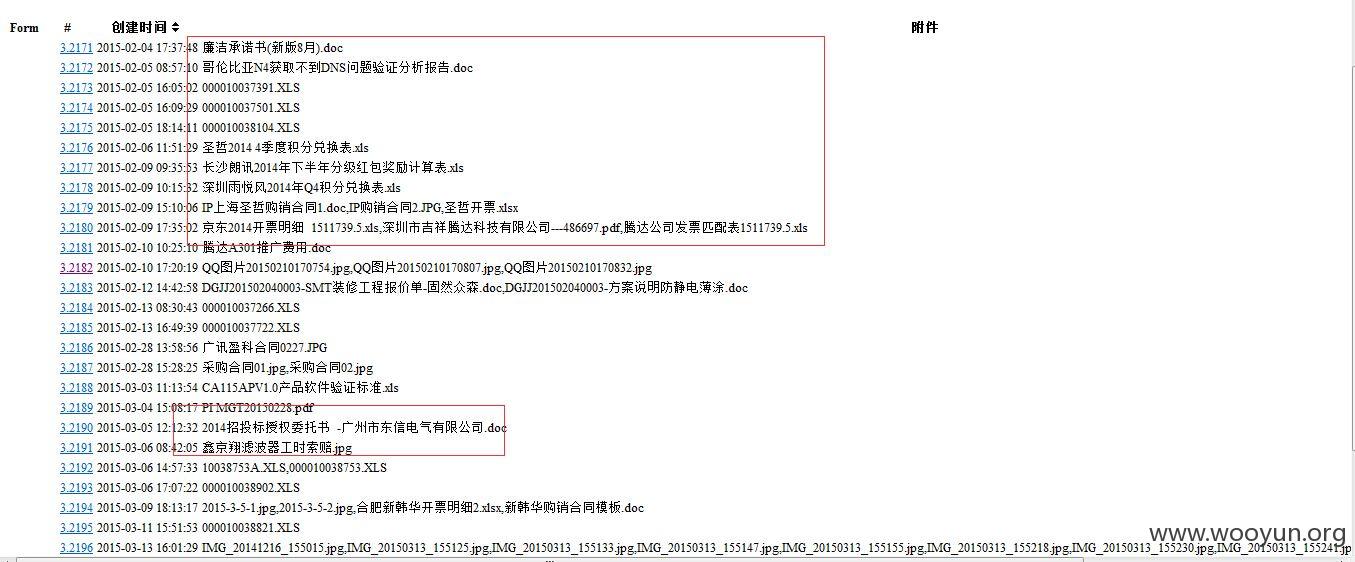 Form # 创建时间 附件
3.2171 2015-02-04 17:37:48 廉洁承诺书(新版8月).doc
3.2172 2015-02-05 08:57:10 哥伦比亚N4获取不到DNS问题验证分析报告.doc
3.2173 2015-02-05 16:05:02 000010037391.XLS
3.2174 2015-02-05 16:09:29 000010037501.XLS
3.2175 2015-02-05 18:14:11 000010038104.XLS
3.2176 2015-02-06 11:51:29 圣哲2014 4季度积分兑换表.xls
3.2177 2015-02-09 09:35:53 长沙朗讯2014年下半年分级红包奖励计算表.xls
3.2178 2015-02-09 10:15:32 深圳雨悦风2014年Q4积分兑换表.xls
3.2179 2015-02-09 15:10:06 IP上海圣哲购销合同1.doc,IP购销合同2.JPG,圣哲开票.xlsx
3.2180 2015-02-09 17:35:02 京东2014开票明细 1511739.5.xls,深圳市吉祥腾达科技有限公司---486697.pdf,腾达公司发票匹配表1511739.5.xls
3.2181 2015-02-10 10:25:10 腾达A301推广费用.doc
3.2182 2015-02-10 17:20:19 QQ图片20150210170754.jpg,QQ图片20150210170807.jpg,QQ图片20150210170832.jpg
3.2183 2015-02-12 14:42:58 DGJJ201502040003-SMT装修工程报价单-固然众森.doc,DGJJ201502040003-方案说明防静电薄涂.doc
3.2184 2015-02-13 08:30:43 000010037266.XLS
3.2185 2015-02-13 16:49:39 000010037722.XLS
3.2186 2015-02-28 13:58:56 广讯盈科合同0227.JPG
3.2187 2015-02-28 15:28:25 采购合同01.jpg,采购合同02.jpg
3.2188 2015-03-03 11:13:54 CA115APV1.0产品软件验证标准.xls
3.2189 2015-03-04 15:08:17 PI MGT20150228.pdf
3.2190 2015-03-05 12:12:32 2014招投标授权委托书 -广州市东信电气有限公司.doc
3.2191 2015-03-06 08:42:05 鑫京翔滤波器工时索赔.jpg
3.2192 2015-03-06 14:57:33 10038753A.XLS,000010038753.XLS
3.2193 2015-03-06 17:07:22 000010038902.XLS
3.2194 2015-03-09 18:13:17 2015-3-5-1.jpg,2015-3-5-2.jpg,合肥新韩华开票明细2.xlsx,新韩华购销合同模板.doc
3.2195 2015-03-11 15:51:53 000010038821.XLS
3.2196 2015-03-13 16:01:29 IMG_20141216_155015.jpg,IMG_20150313_155125.jpg,IMG_20150313_155133.jpg,IMG_20150313_155147.jpg,IMG_20150313_155155.jpg,IMG_20150313_155218.jpg,IMG_20150313_155230.jpg,IMG_20150313_155241.jp
www.wooyun.org